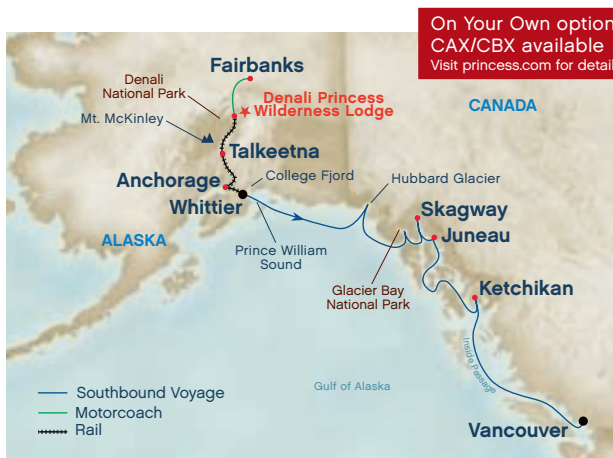 On Your Own option
CAX/CBX available
Visit princess.com for detail
Fairbanks
Denali
National Park
Denali Princess
Wilderness Lodge
CANADA
Mt. McKinley
Talkeetna
College Fjord
Hubbard Glacier
Anchorage
Whittier
Skagway
ALASKA
Juneau
Prince William
Sound
Glacier Bay
National Park
Ketchikan
Inside Passage
Gulf of Alaska
Southbound Voyage
Motorcoach
Rail
Vancouver